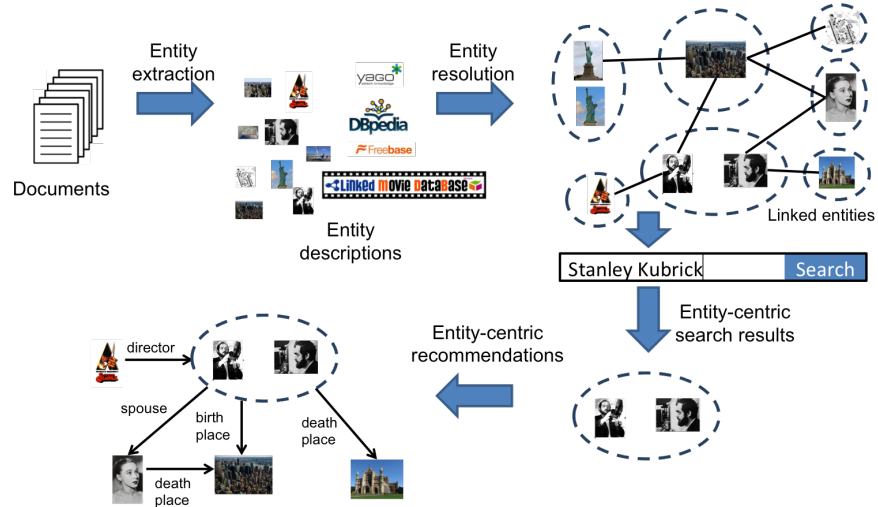 Entity
extraction
Entity
resolution
Documents
yago
DBpedia
Freebase
Linked Movie DataBase
Entity
descriptions
Linked entities
Stanley Kubrick
Search
Entity-centric
search results
Entity-centric
recommendations
director
spouse
birth
place
death
place
death
place